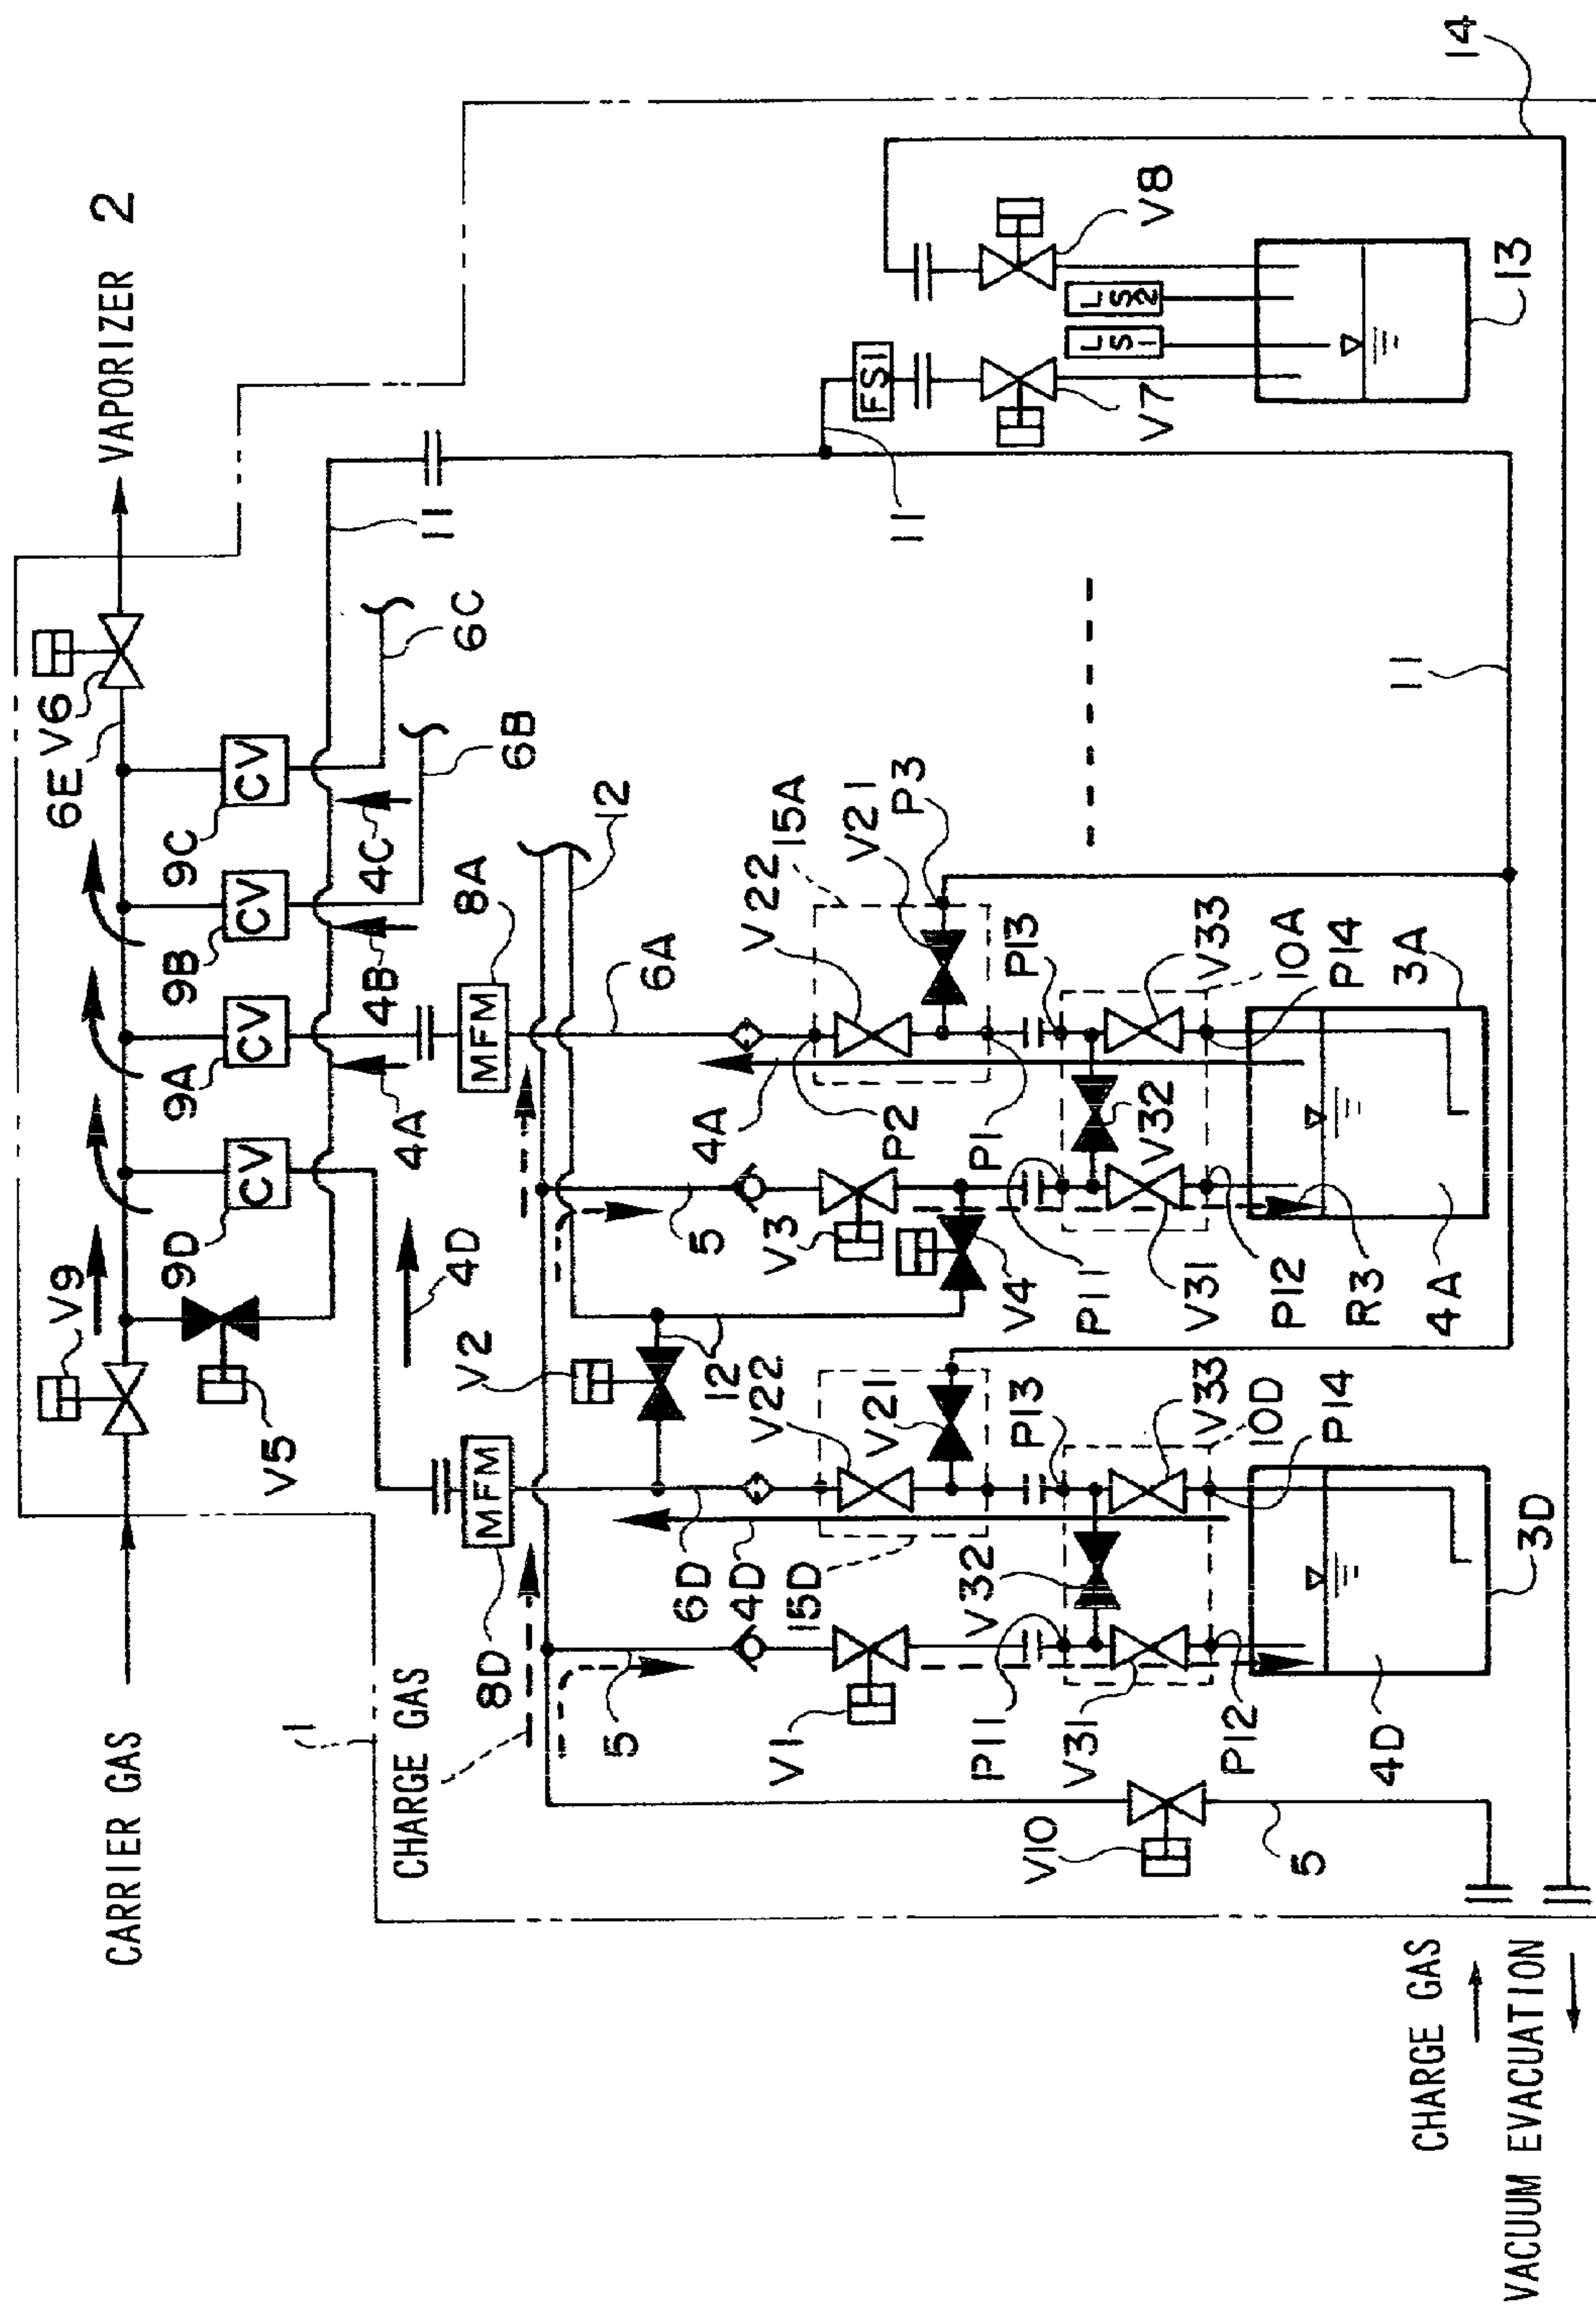 CARRIER GAS
V9
V6
6E
VAPORIZER 2
V5
9D
CV
9A
CV
9B
CV
9C
CV
4A
4B
4C
11
6C
6B
1
CHARGE GAS
8D
MFM
4D
V2
8A
MFM
12
12
6A
5
6D
4D
15D
V22
V21
V1
V32
P11
V31
P12
P13
V33
10D
P14
3D
4D
5
V3
V4
4A
P2
P1
P11
V31
P12
R3
4A
V32
V22
15A
V21
P3
P13
V33
10A
P14
3A
11
11
FS1
V7
LS1
LS2
V8
13
14
V10
5
CHARGE GAS
VACUUM EVACUATION